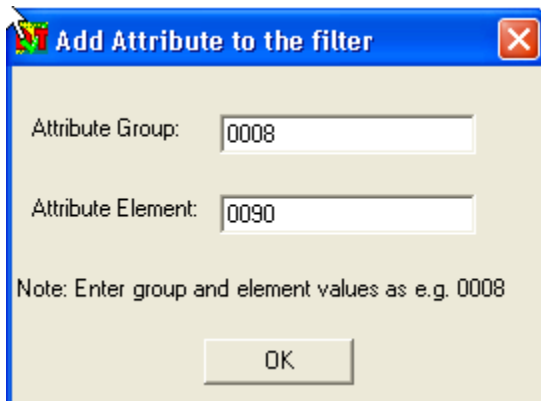 Add Attribute to the filter
Attribute Group: 0008
Attribute Element: 0090
Note: Enter group and element values as e.g. 0008
OK